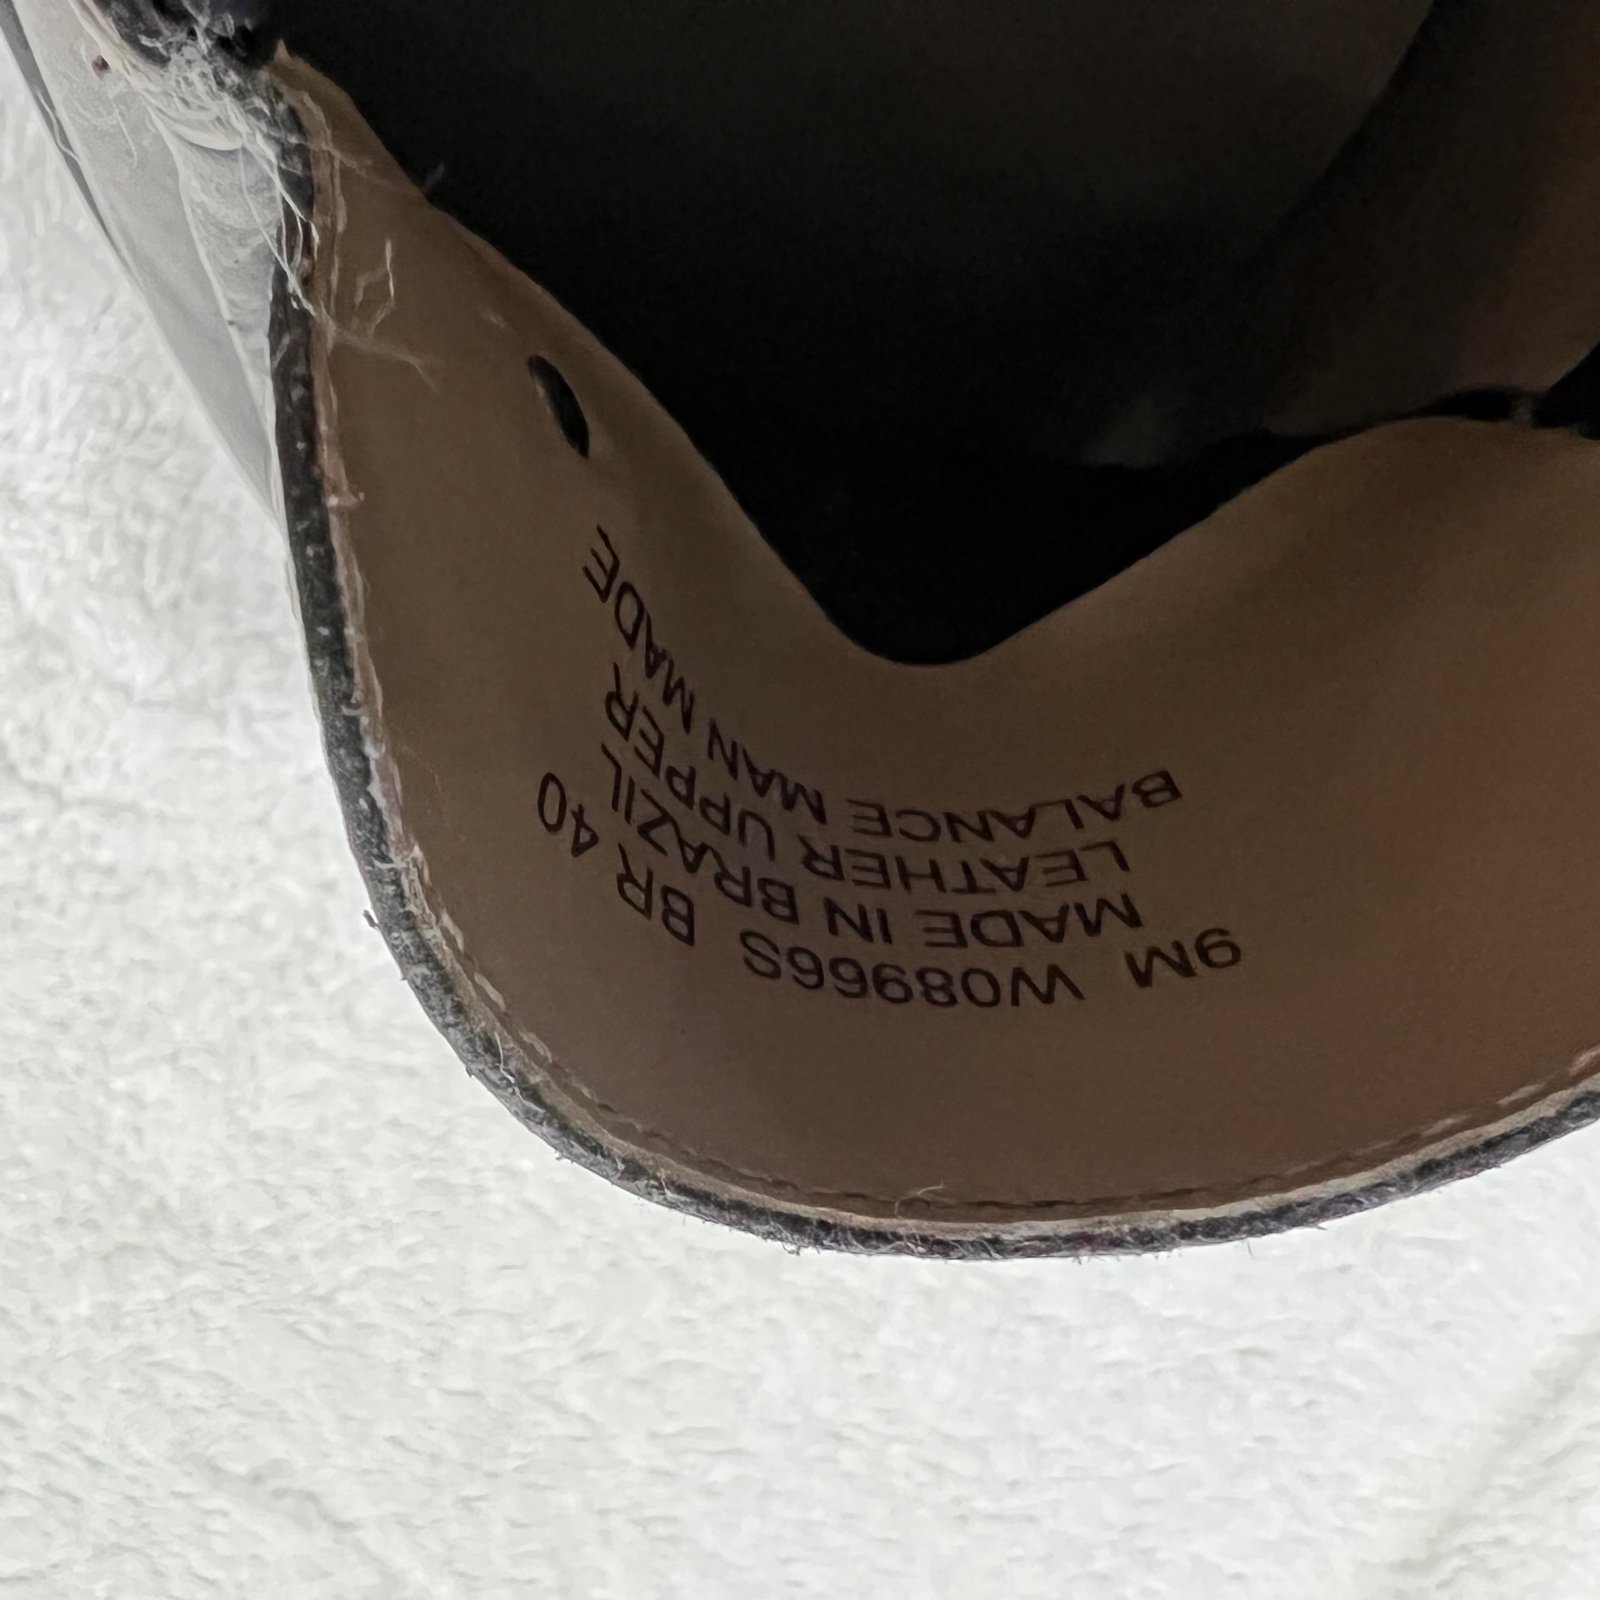 9M W08966S BR 40
MADE IN BRAZIL
LEATHER UPPER
BALANCE MAN MADE